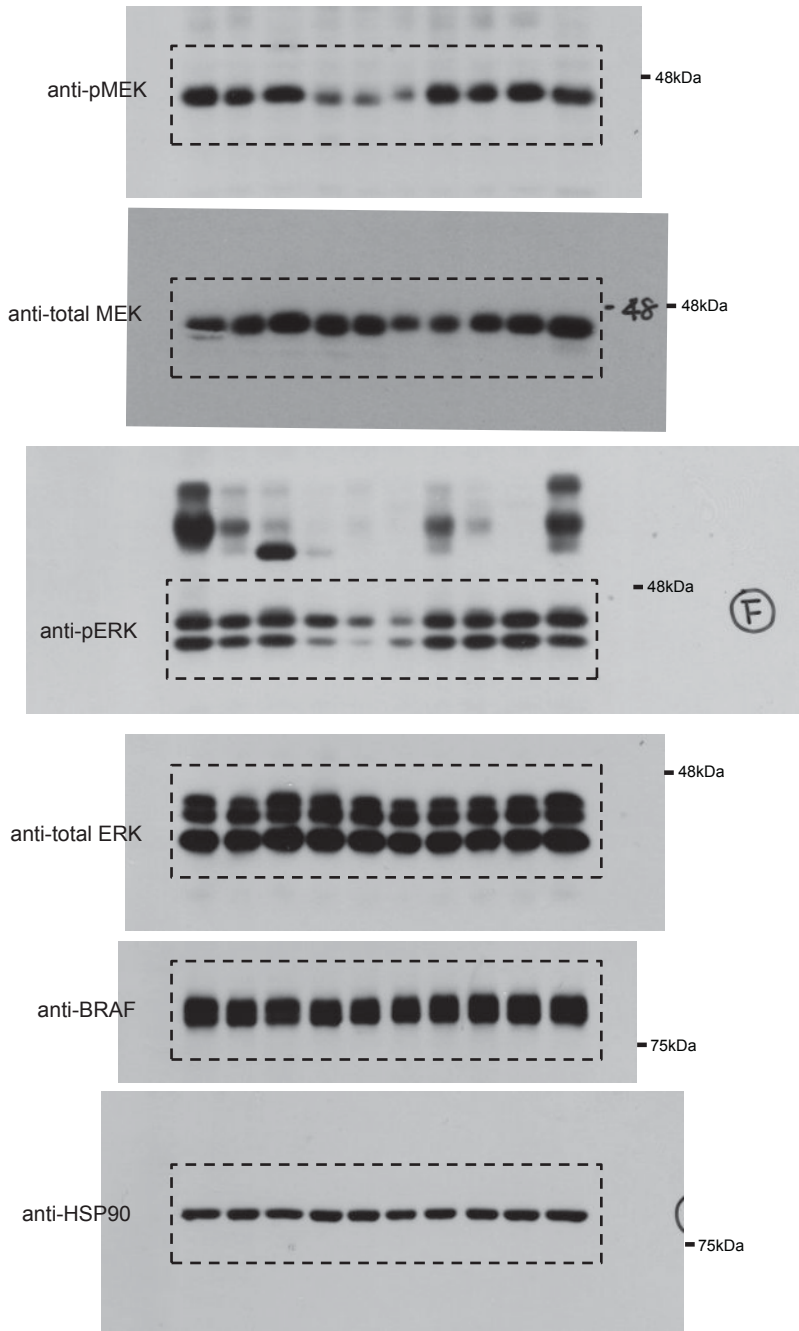 anti-pMEK
48kDa
anti-total MEK
- 48
48kDa
anti-pERK
48kDa
F
anti-total ERK
48kDa
anti-BRAF
75kDa
anti-HSP90
75kDa